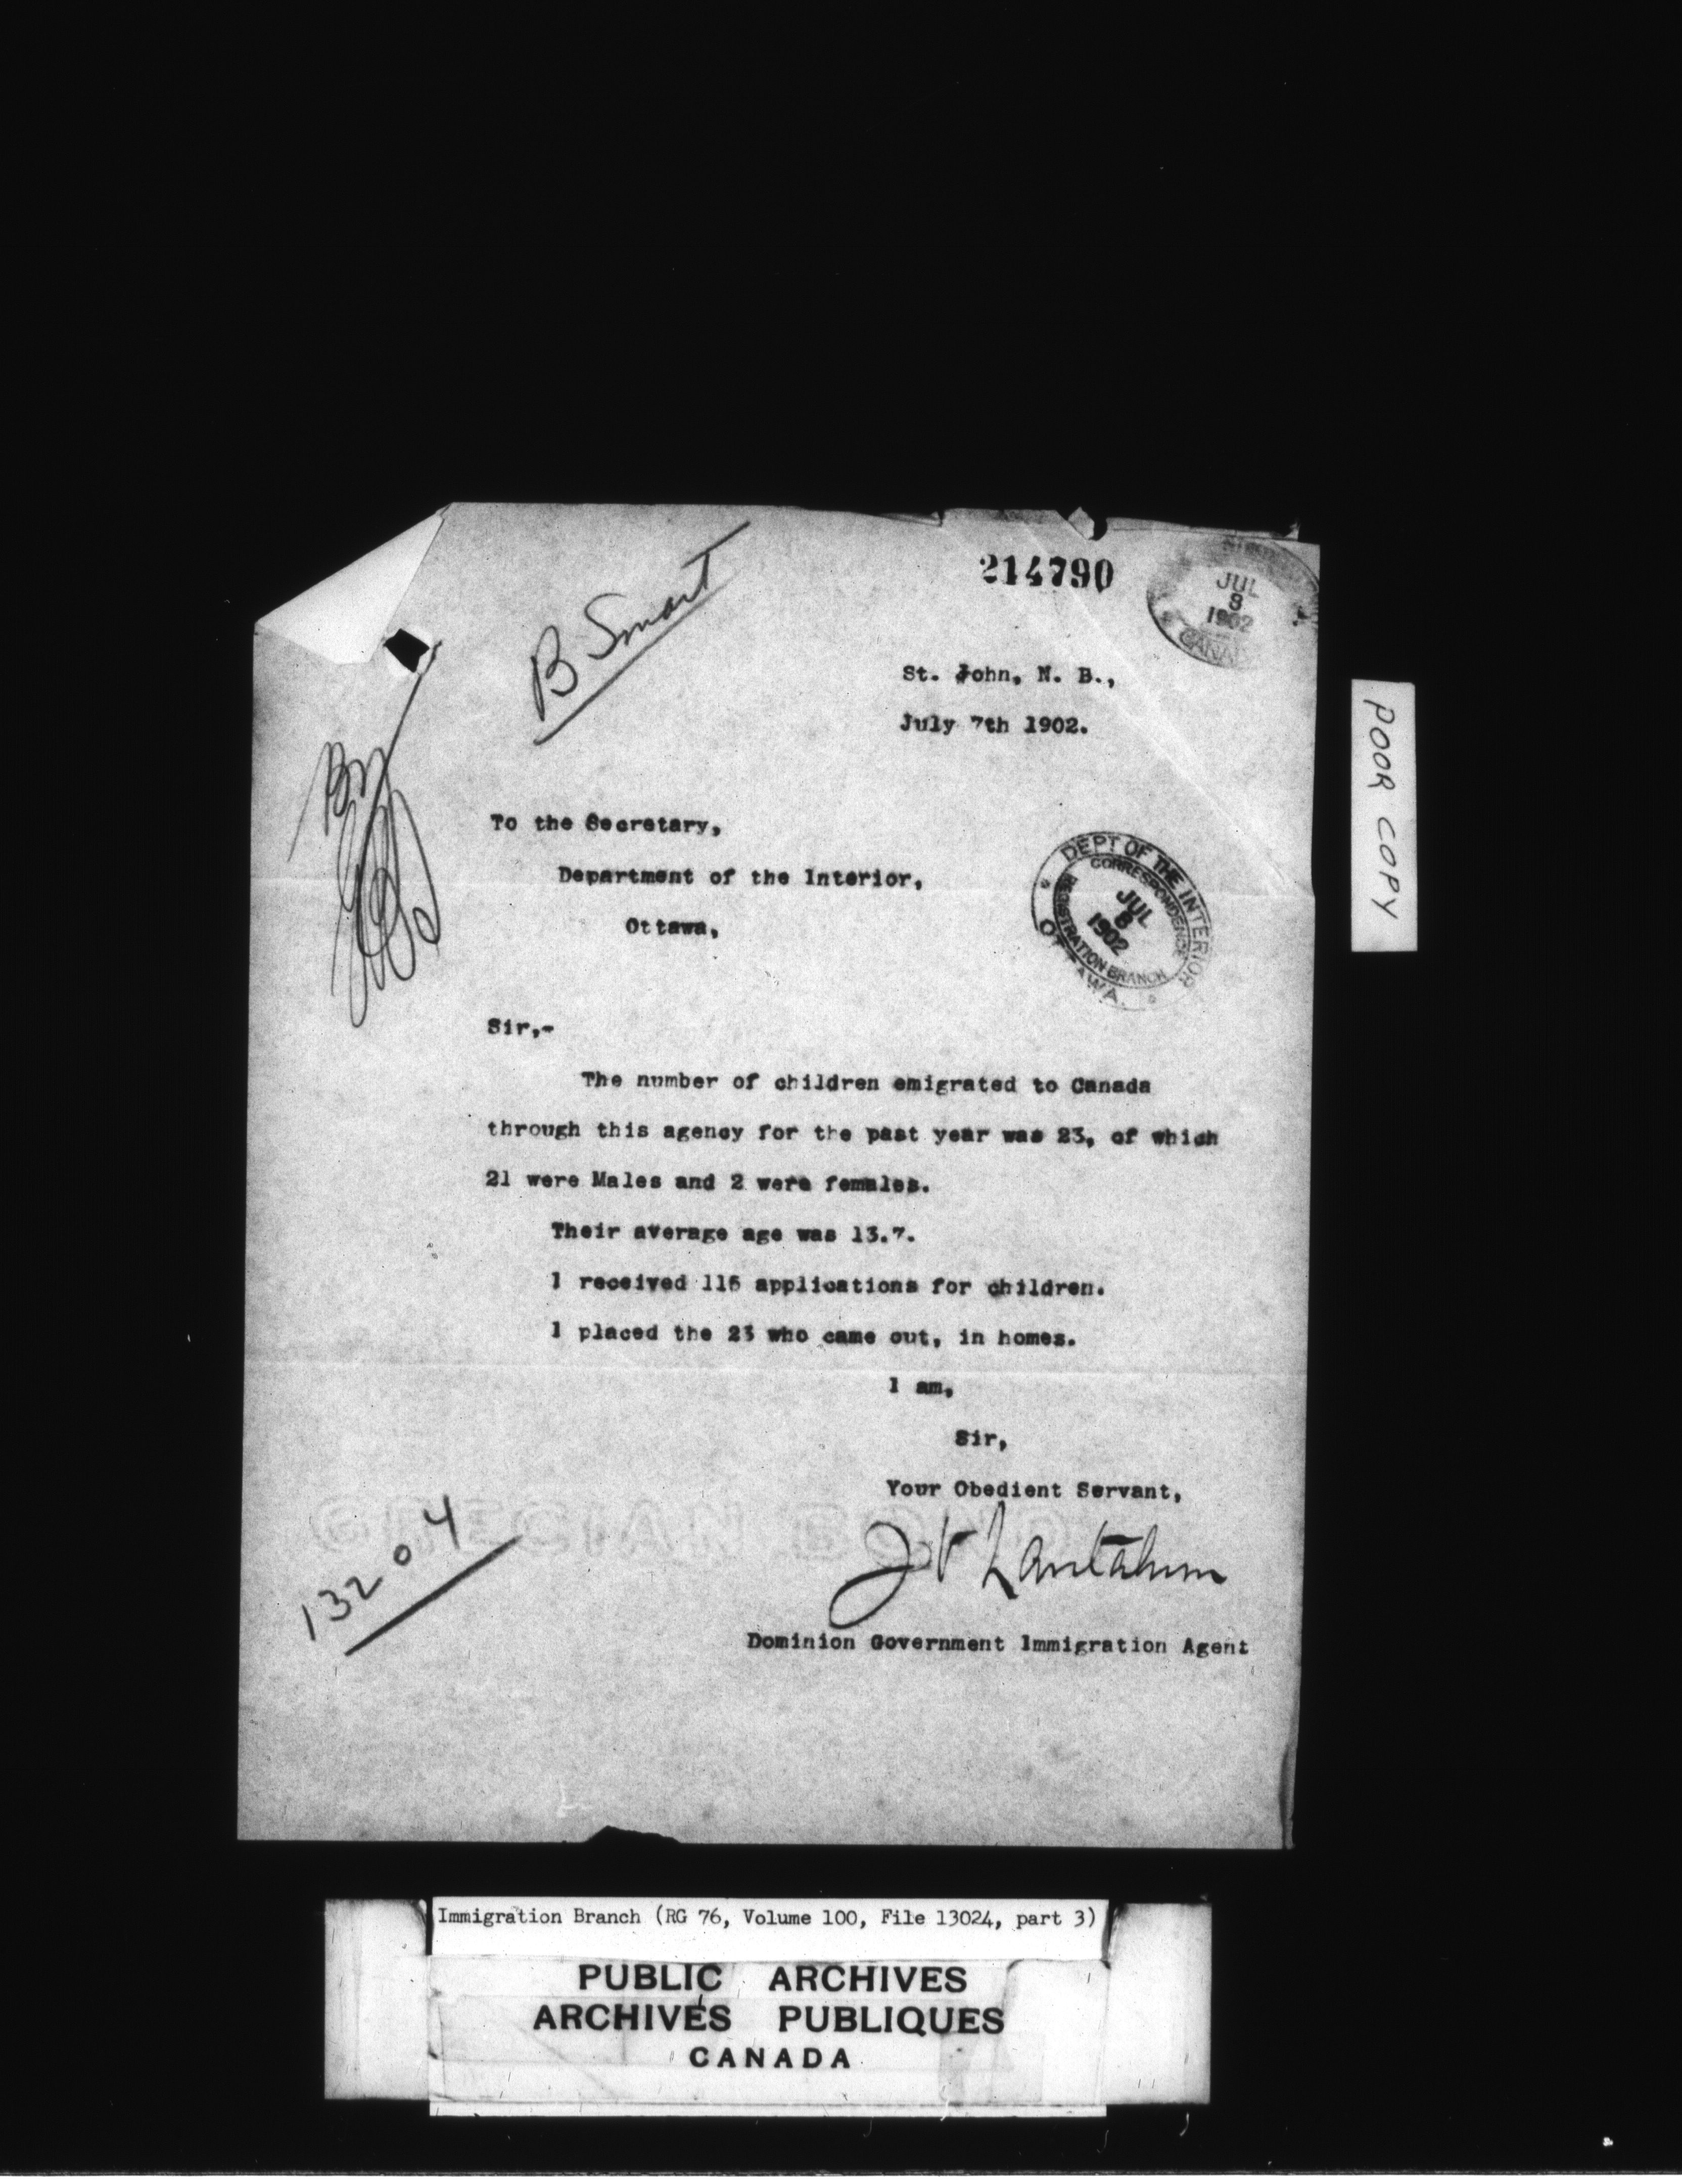 214790
JUL
8
1902
CANA
B Smart
St. John, N. B.,
July 7th 1902.
To the Secretary,
Department of the Interior,
Ottawa,
DEPT OF THE INTERIOR
CORRESPONDENCE
REGISTRATION BRANCH
JUL
8
1902
OTTAWA.
Sir,-
The number of children emigrated to Canada
through this agency for the past year was 23, of which
21 were Males and 2 were females.
Their average age was 13.7.
I received 115 applications for children.
I placed the 23 who came out, in homes.
I am,
Sir,
Your Obedient Servant,
J V Lantalum
Dominion Government Immigration Agent
13204
POOR COPY
Immigration Branch (RG 76, Volume 100, File 13024, part 3)
PUBLIC ARCHIVES
ARCHIVES PUBLIQUES
CANADA